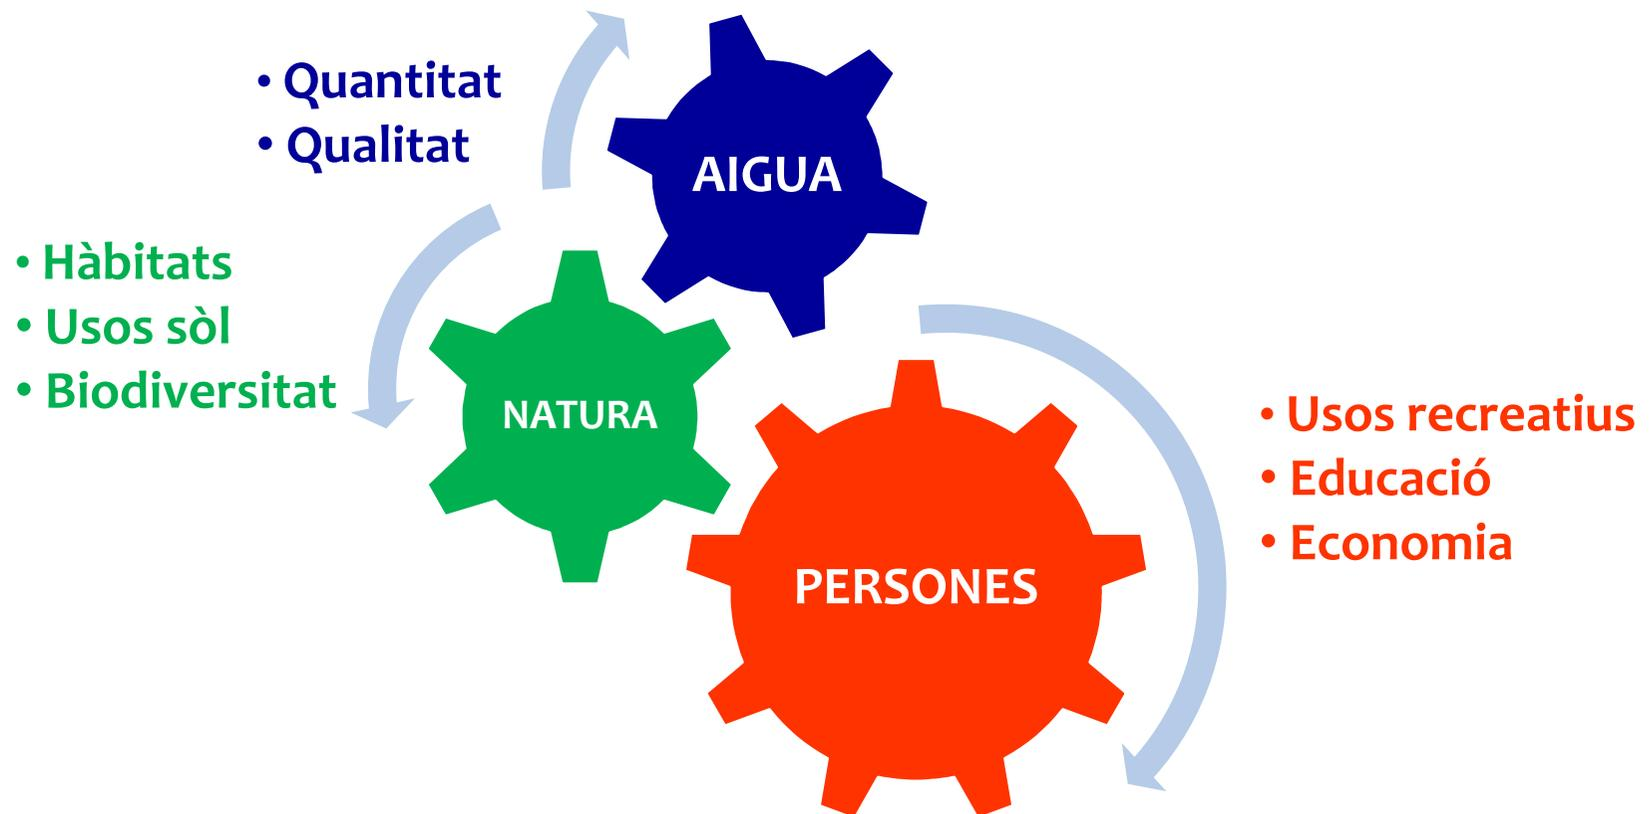 • Quantitat
• Qualitat
AIGUA
• Hàbitats
• Usos sòl
• Biodiversitat
NATURA
• Usos recreatius
• Educació
• Economia
PERSONES